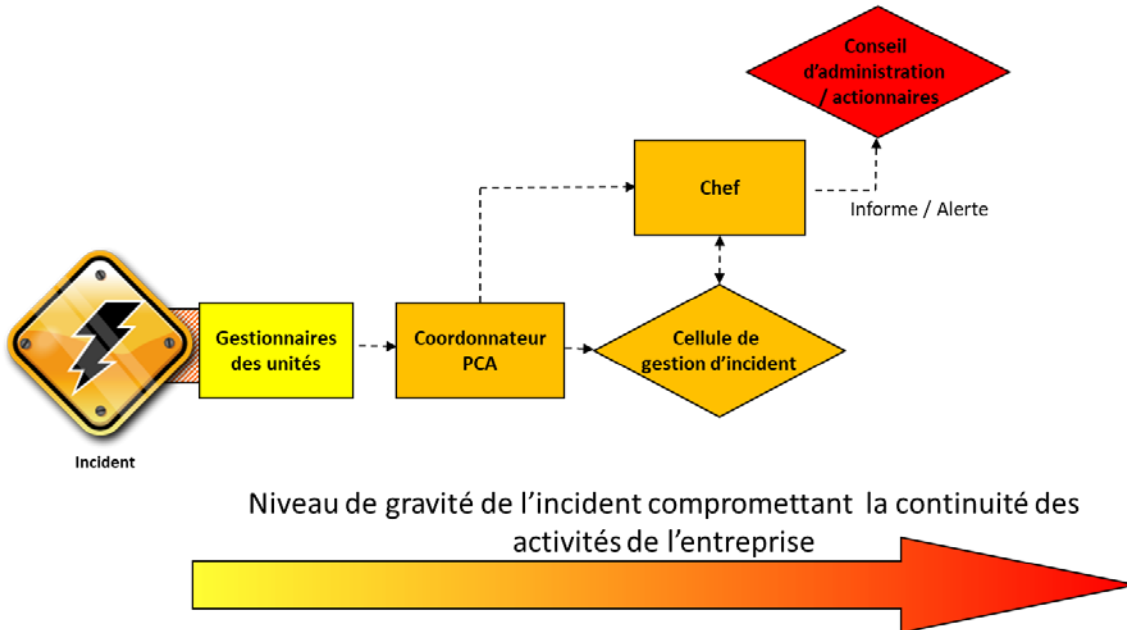 Conseil
d'administration
/ actionnaires
Chef
Informe / Alerte
Gestionnaires
des unités
Coordonnateur
PCA
Cellule de
gestion d'incident
Incident
Niveau de gravité de l'incident compromettant la continuité des
activités de l'entreprise